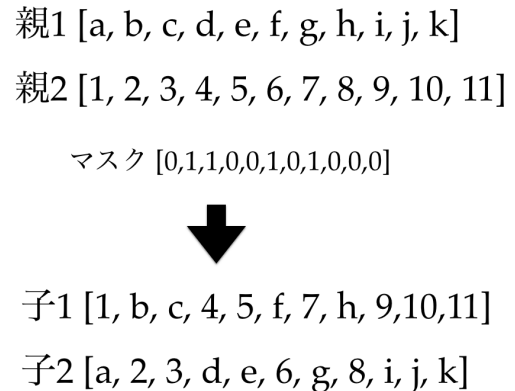 親1 [a, b, c, d, e, f, g, h, i, j, k]
親2 [1, 2, 3, 4, 5, 6, 7, 8, 9, 10, 11]
マスク [0,1,1,0,0,1,0,1,0,0,0]
子1 [1, b, c, 4, 5, f, 7, h, 9,10,11]
子2 [a, 2, 3, d, e, 6, g, 8, i, j, k]